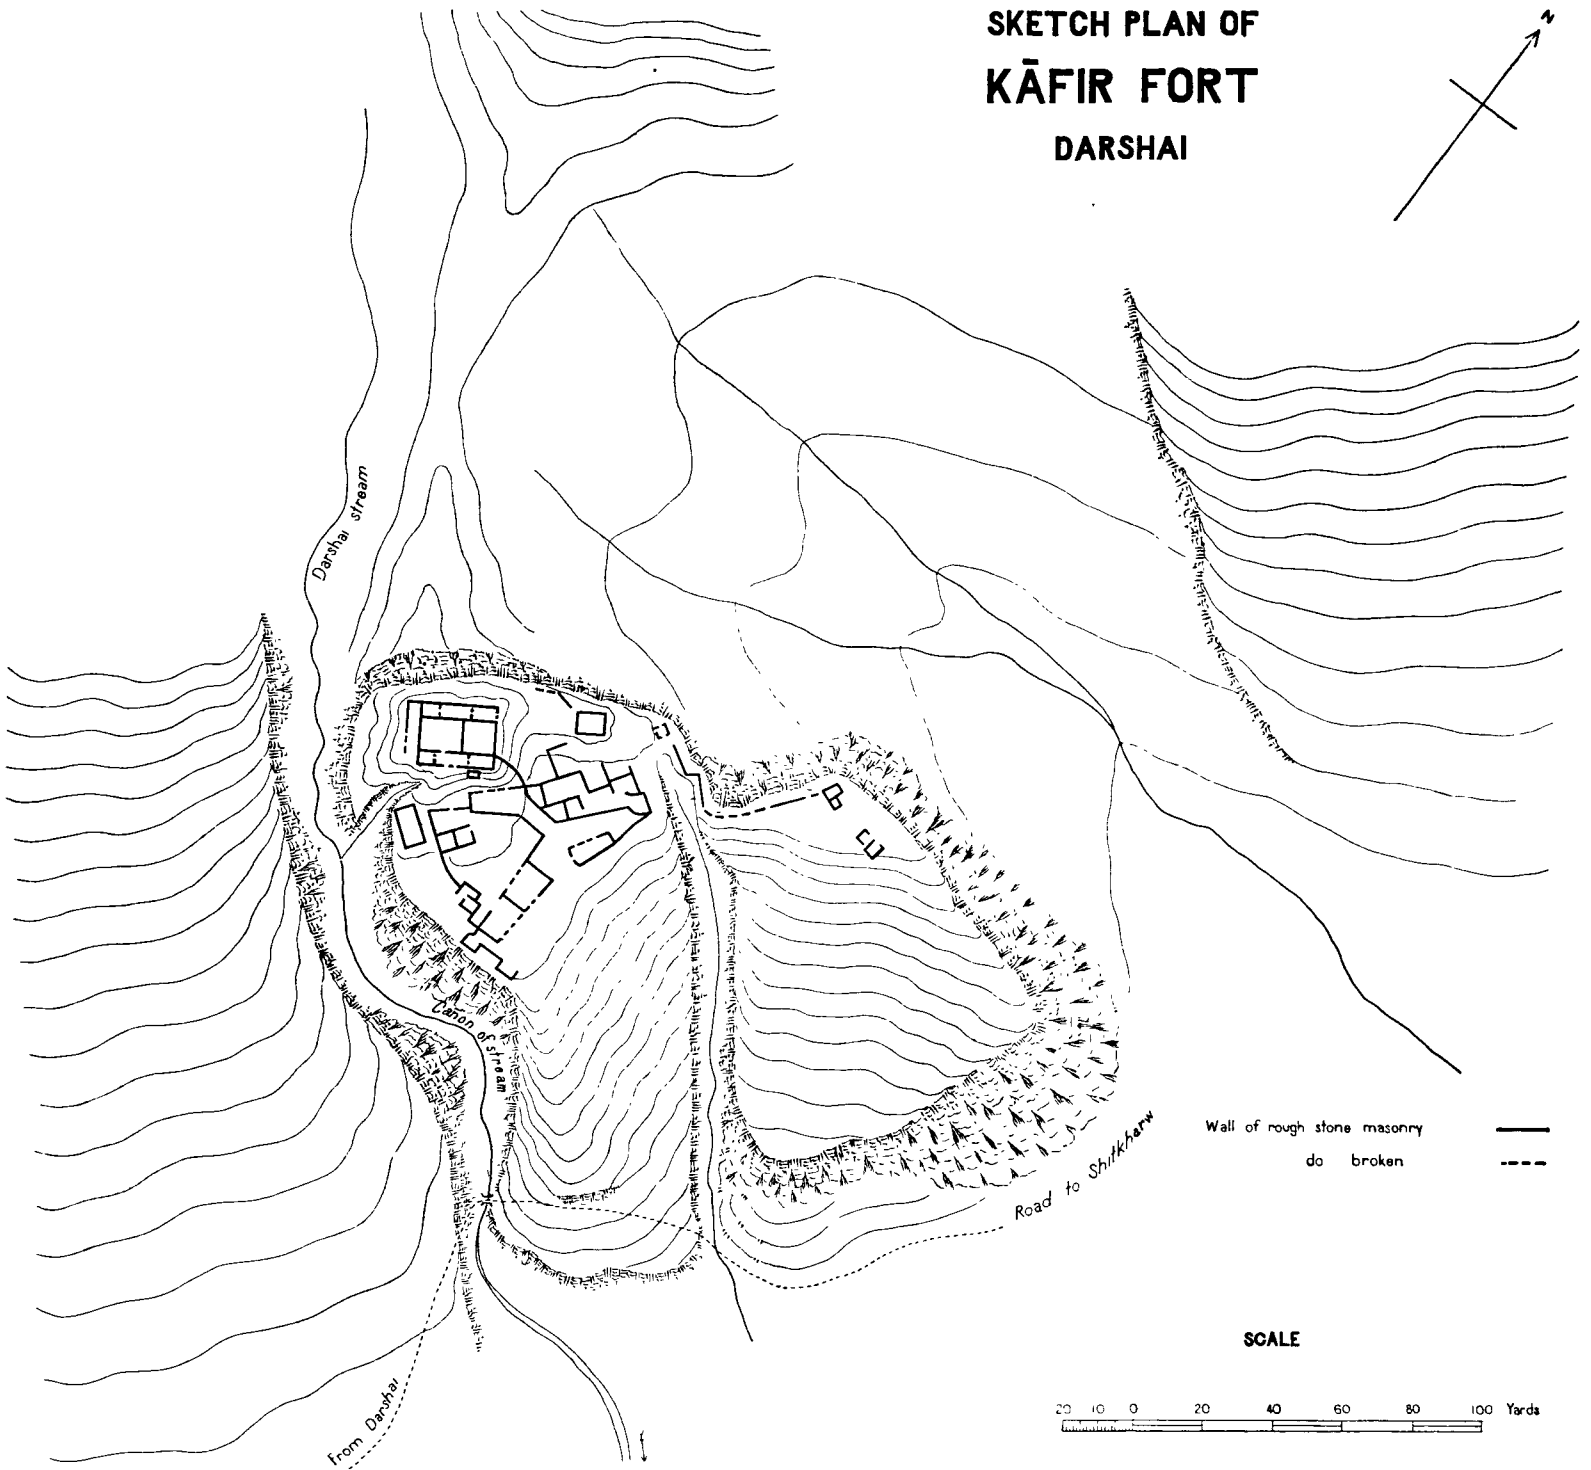 SKETCH PLAN OF
KĀFIR FORT
DARSHAI
N
Darshai stream
Cañon of stream
Road to Shitkharw
From Darshai
Wall of rough stone masonry
do broken
SCALE
20 10 0 20 40 60 80 100 Yards